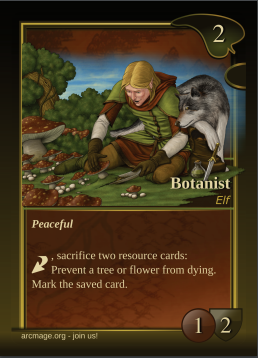 2
Botanist
Elf
Peaceful
, sacrifice two resource cards:
Prevent a tree or flower from dying.
Mark the saved card.
1 2
arcmage.org - join us!